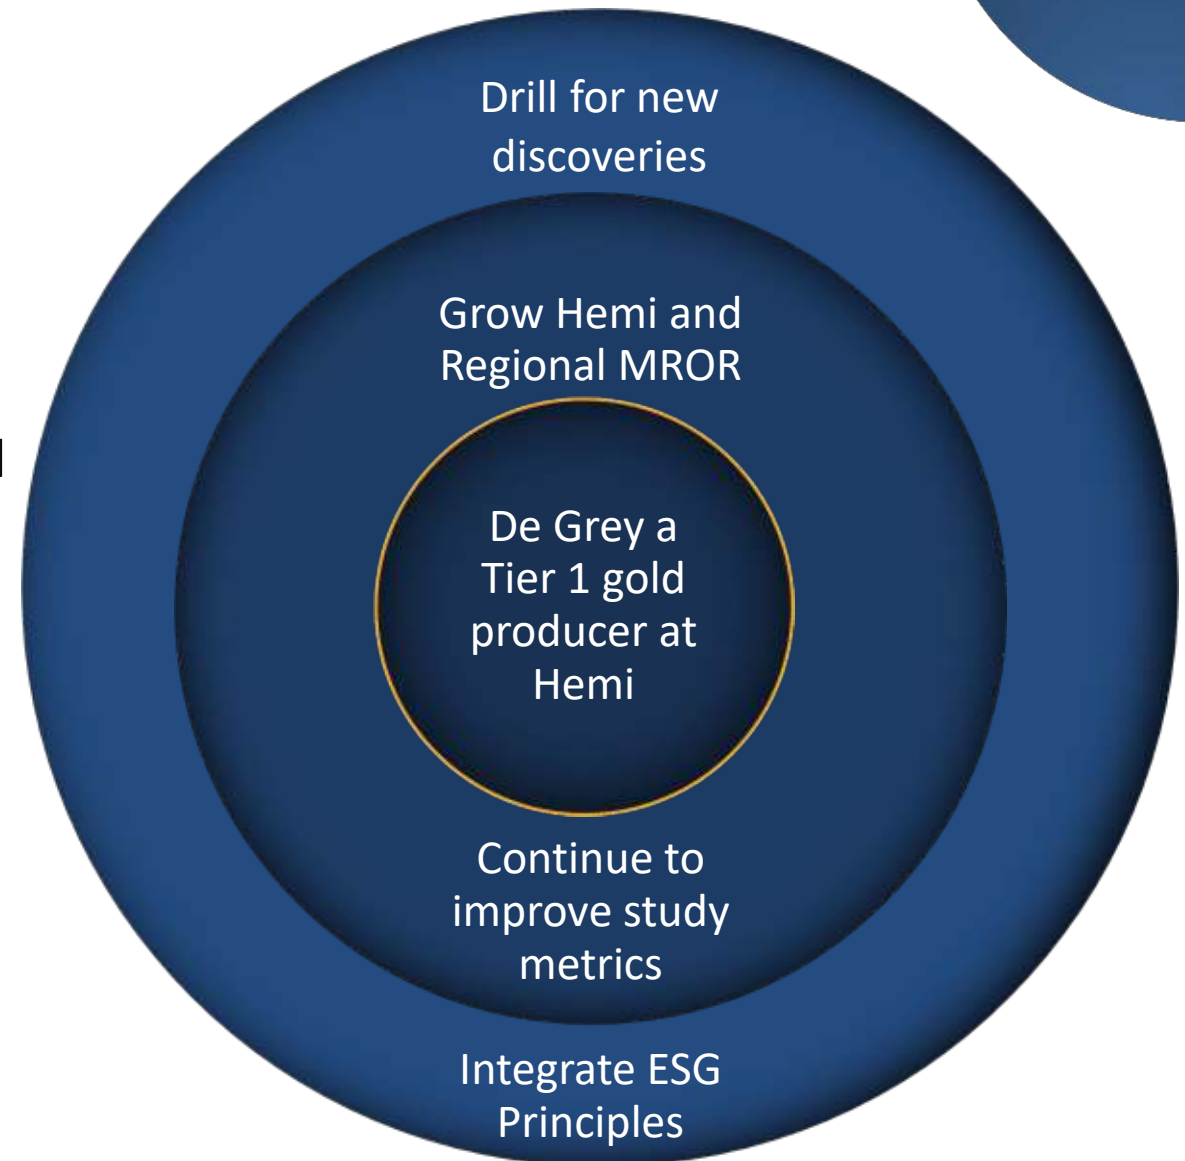 Drill for new
discoveries
Grow Hemi and
Regional MROR
De Grey a
Tier 1 gold
producer at
Hemi
Continue to
improve study
metrics
Integrate ESG
Principles